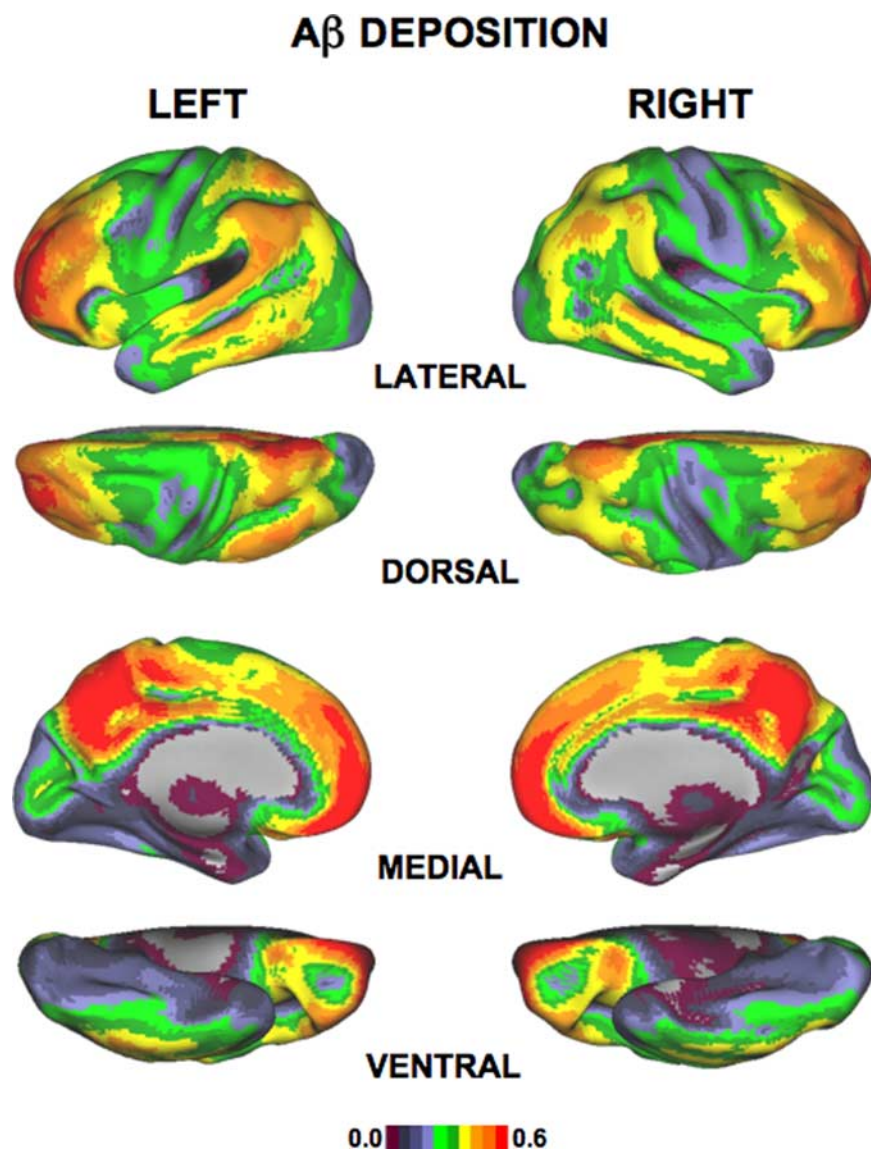 Aβ DEPOSITION
LEFT RIGHT
LATERAL
DORSAL
MEDIAL
VENTRAL
0.0 0.6